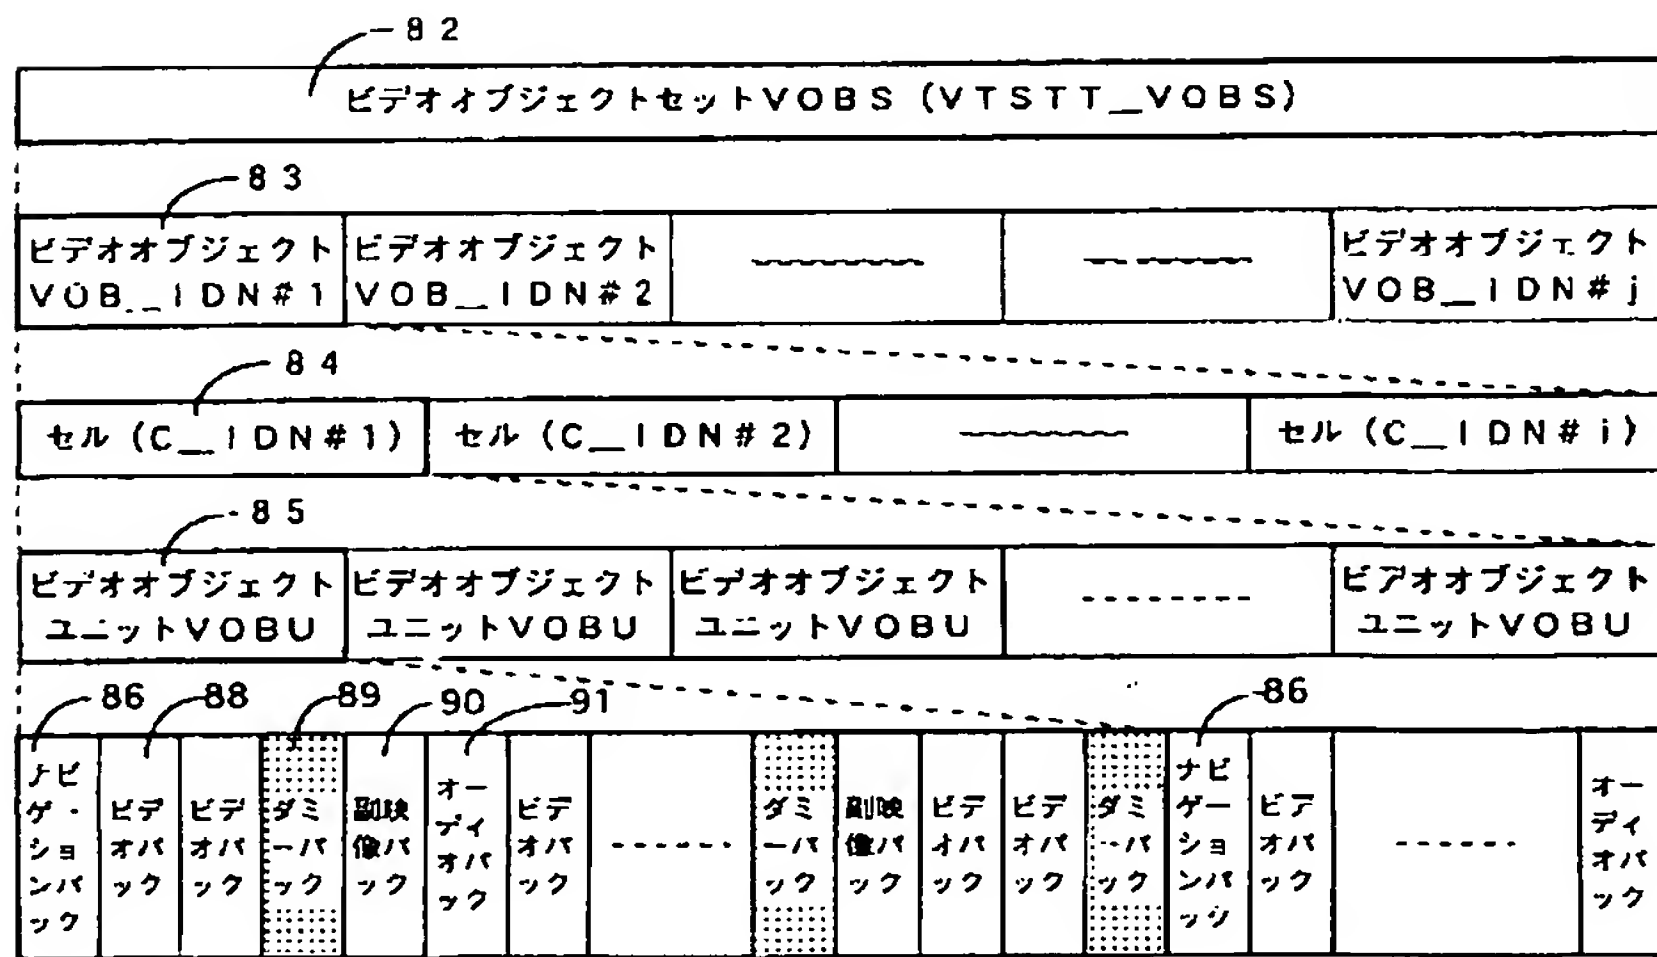 82
ビデオオブジェクトセットVOBS (VTSTT_VOBS)
83
ビデオオブジェクト
VOB_IDN#1
ビデオオブジェクト
VOB_IDN#2
ビデオオブジェクト
VOB_IDN#j
84
セル (C_IDN#1)
セル (C_IDN#2)
セル (C_IDN#i)
85
ビデオオブジェクト
ユニットVOBU
ビデオオブジェクト
ユニットVOBU
ビデオオブジェクト
ユニットVOBU
ビデオオブジェクト
ユニットVOBU
86
88
89
90
91
86
ナビ
ゲー
ショ
ンパ
ック
ビデ
オパ
ック
ビデ
オパ
ック
ダミ
ーパ
ック
副映
像パ
ック
オー
ディ
オパ
ック
ビデ
オパ
ック
ダミ
ーパ
ック
副映
像パ
ック
ビデ
オパ
ック
ビデ
オパ
ック
ダミ
ーパ
ック
ナビ
ゲー
ショ
ンパ
ッシ
ビデ
オパ
ック
オー
ディ
オパ
ック